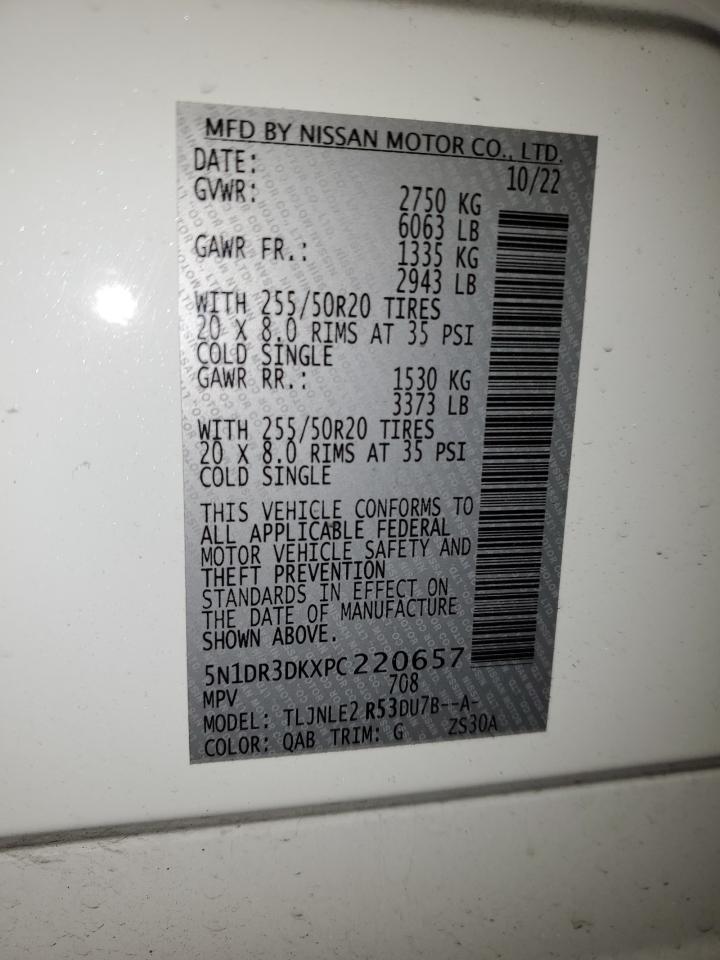 MFD BY NISSAN MOTOR CO., LTD.
DATE: 10/22
GVWR: 2750 KG
6063 LB
GAWR FR.: 1335 KG
2943 LB
WITH 255/50R20 TIRES
20 X 8.0 RIMS AT 35 PSI
COLD SINGLE
GAWR RR.: 1530 KG
3373 LB
WITH 255/50R20 TIRES
20 X 8.0 RIMS AT 35 PSI
COLD SINGLE
THIS VEHICLE CONFORMS TO
ALL APPLICABLE FEDERAL
MOTOR VEHICLE SAFETY AND
THEFT PREVENTION
STANDARDS IN EFFECT ON
THE DATE OF MANUFACTURE
SHOWN ABOVE.
5N1DR3DKXPC220657
MPV 708
MODEL: TLJNLE2 R53DU7B--A-
COLOR: QAB TRIM: G ZS30A